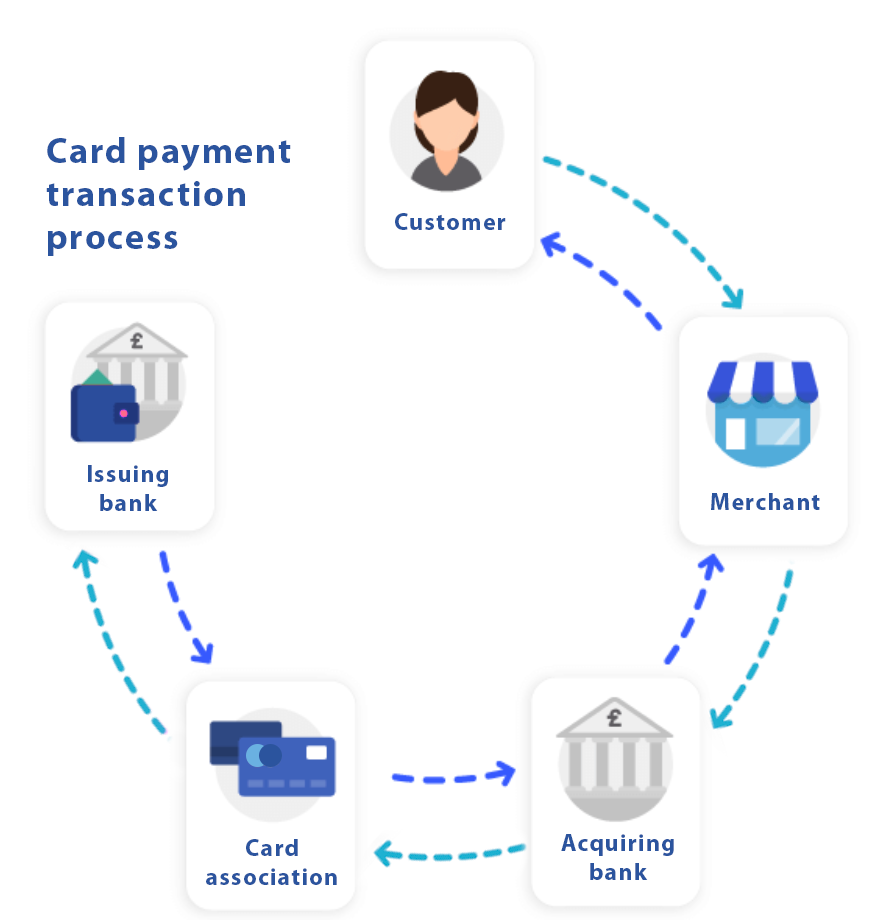 Card payment
transaction
process
Customer
£
Issuing
bank
Merchant
Card
association
£
Acquiring
bank